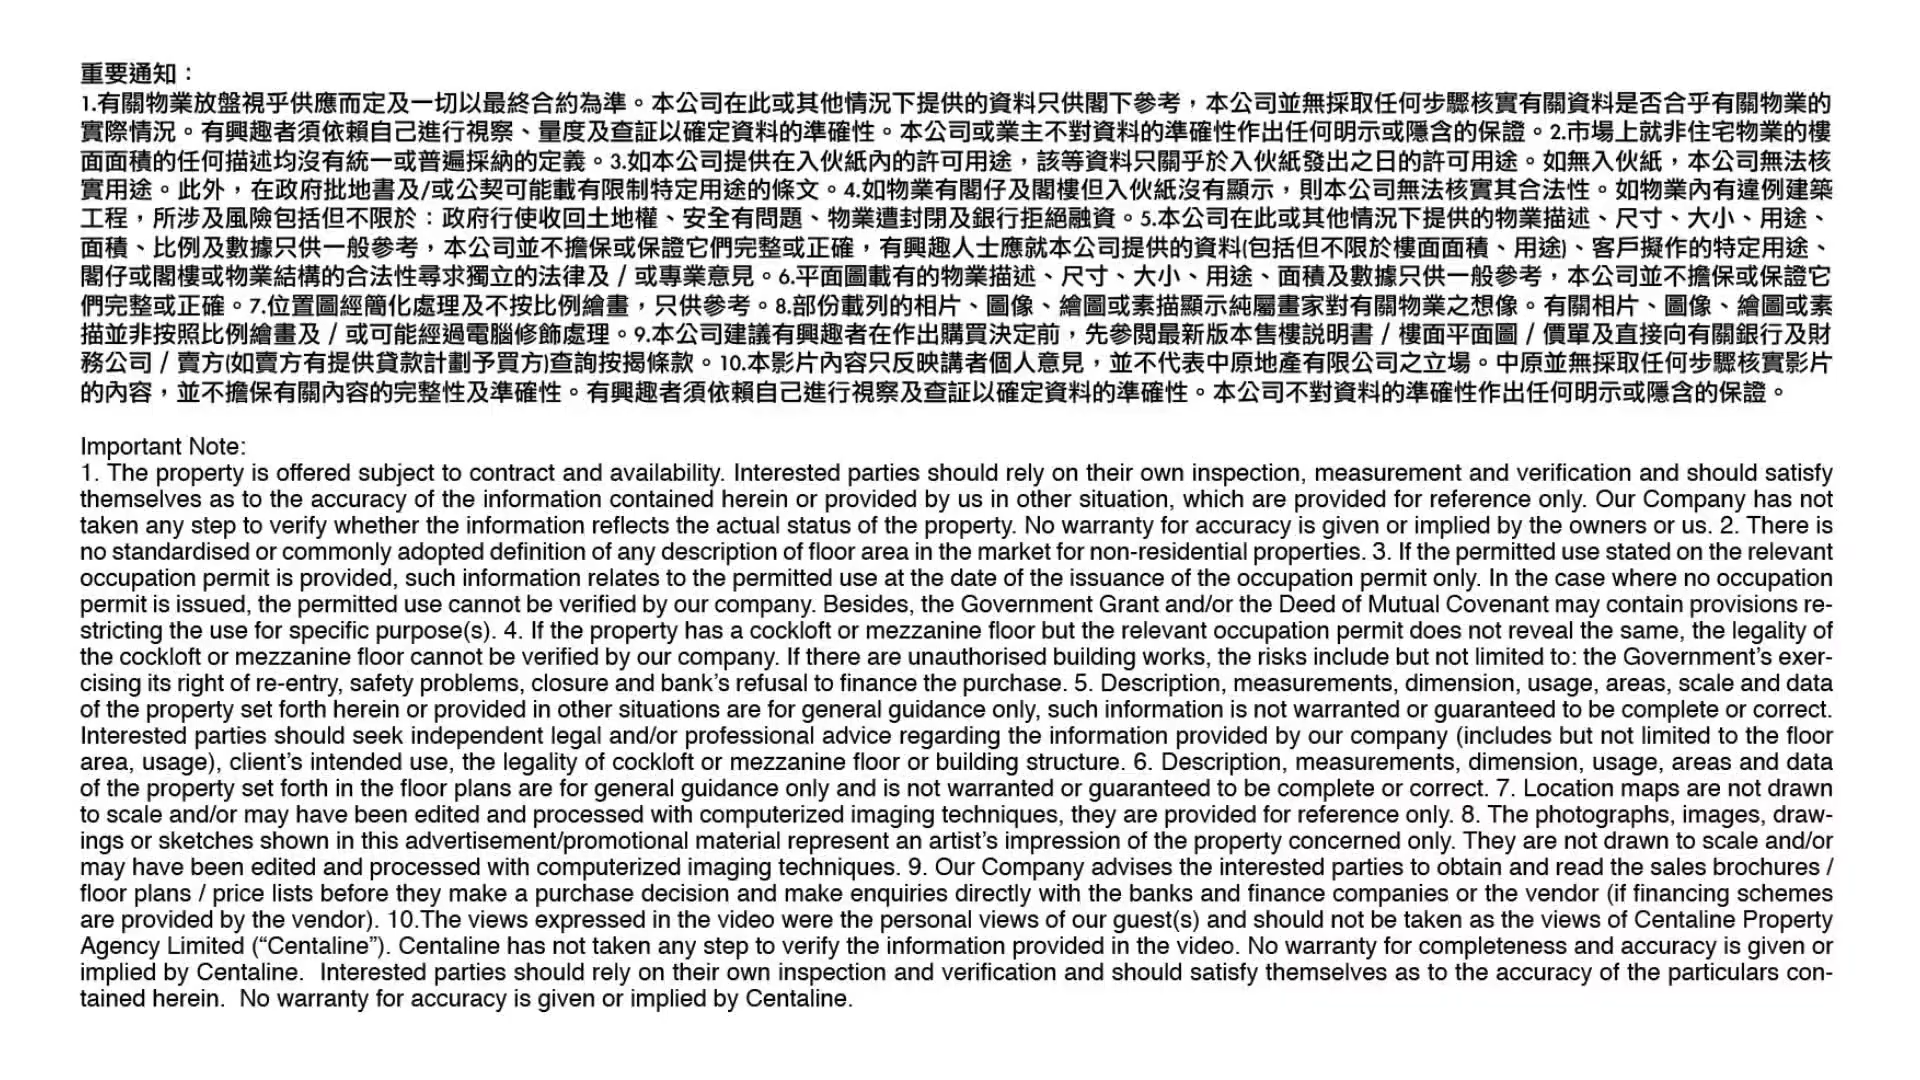 重要通知：
1.有關物業放盤視乎供應而定及一切以最終合約為準。本公司在此或其他情況下提供的資料只供閣下參考，本公司並無採取任何步驟核實有關資料是否合乎有關物業的
實際情況。有興趣者須依賴自己進行視察、量度及查証以確定資料的準確性。本公司或業主不對資料的準確性作出任何明示或隱含的保證。2.市場上就非住宅物業的樓
面面積的任何描述均沒有統一或普遍採納的定義。3.如本公司提供在入伙紙內的許可用途，該等資料只關乎於入伙紙發出之日的許可用途。如無入伙紙，本公司無法核
實用途。此外，在政府批地書及/或公契可能載有限制特定用途的條文。4.如物業有閣仔及閣樓但入伙紙沒有顯示，則本公司無法核實其合法性。如物業內有違例建築
工程，所涉及風險包括但不限於：政府行使收回土地權、安全有問題、物業遭封閉及銀行拒絕融資。5.本公司在此或其他情況下提供的物業描述、尺寸、大小、用途、
面積、比例及數據只供一般參考，本公司並不擔保或保證它們完整或正確，有興趣人士應就本公司提供的資料(包括但不限於樓面面積、用途)、客戶擬作的特定用途、
閣仔或閣樓或物業結構的合法性尋求獨立的法律及 / 或專業意見。6.平面圖載有的物業描述、尺寸、大小、用途、面積及數據只供一般參考，本公司並不擔保或保證它
們完整或正確。7.位置圖經簡化處理及不按比例繪畫，只供參考。8.部份載列的相片、圖像、繪圖或素描顯示純屬畫家對有關物業之想像。有關相片、圖像、繪圖或素
描並非按照比例繪畫及 / 或可能經過電腦修飾處理。9.本公司建議有興趣者在作出購買決定前，先參閱最新版本售樓説明書 / 樓面平面圖 / 價單及直接向有關銀行及財
務公司 / 賣方(如賣方有提供貸款計劃予買方)查詢按揭條款。10.本影片內容只反映講者個人意見，並不代表中原地產有限公司之立場。中原並無採取任何步驟核實影片
的內容，並不擔保有關內容的完整性及準確性。有興趣者須依賴自己進行視察及查証以確定資料的準確性。本公司不對資料的準確性作出任何明示或隱含的保證。
Important Note:
1. The property is offered subject to contract and availability. Interested parties should rely on their own inspection, measurement and verification and should satisfy
themselves as to the accuracy of the information contained herein or provided by us in other situation, which are provided for reference only. Our Company has not
taken any step to verify whether the information reflects the actual status of the property. No warranty for accuracy is given or implied by the owners or us. 2. There is
no standardised or commonly adopted definition of any description of floor area in the market for non-residential properties. 3. If the permitted use stated on the relevant
occupation permit is provided, such information relates to the permitted use at the date of the issuance of the occupation permit only. In the case where no occupation
permit is issued, the permitted use cannot be verified by our company. Besides, the Government Grant and/or the Deed of Mutual Covenant may contain provisions re-
stricting the use for specific purpose(s). 4. If the property has a cockloft or mezzanine floor but the relevant occupation permit does not reveal the same, the legality of
the cockloft or mezzanine floor cannot be verified by our company. If there are unauthorised building works, the risks include but not limited to: the Government’s exer-
cising its right of re-entry, safety problems, closure and bank’s refusal to finance the purchase. 5. Description, measurements, dimension, usage, areas, scale and data
of the property set forth herein or provided in other situations are for general guidance only, such information is not warranted or guaranteed to be complete or correct.
Interested parties should seek independent legal and/or professional advice regarding the information provided by our company (includes but not limited to the floor
area, usage), client’s intended use, the legality of cockloft or mezzanine floor or building structure. 6. Description, measurements, dimension, usage, areas and data
of the property set forth in the floor plans are for general guidance only and is not warranted or guaranteed to be complete or correct. 7. Location maps are not drawn
to scale and/or may have been edited and processed with computerized imaging techniques, they are provided for reference only. 8. The photographs, images, draw-
ings or sketches shown in this advertisement/promotional material represent an artist’s impression of the property concerned only. They are not drawn to scale and/or
may have been edited and processed with computerized imaging techniques. 9. Our Company advises the interested parties to obtain and read the sales brochures /
floor plans / price lists before they make a purchase decision and make enquiries directly with the banks and finance companies or the vendor (if financing schemes
are provided by the vendor). 10.The views expressed in the video were the personal views of our guest(s) and should not be taken as the views of Centaline Property
Agency Limited (“Centaline”). Centaline has not taken any step to verify the information provided in the video. No warranty for completeness and accuracy is given or
implied by Centaline.  Interested parties should rely on their own inspection and verification and should satisfy themselves as to the accuracy of the particulars con-
tained herein.  No warranty for accuracy is given or implied by Centaline.